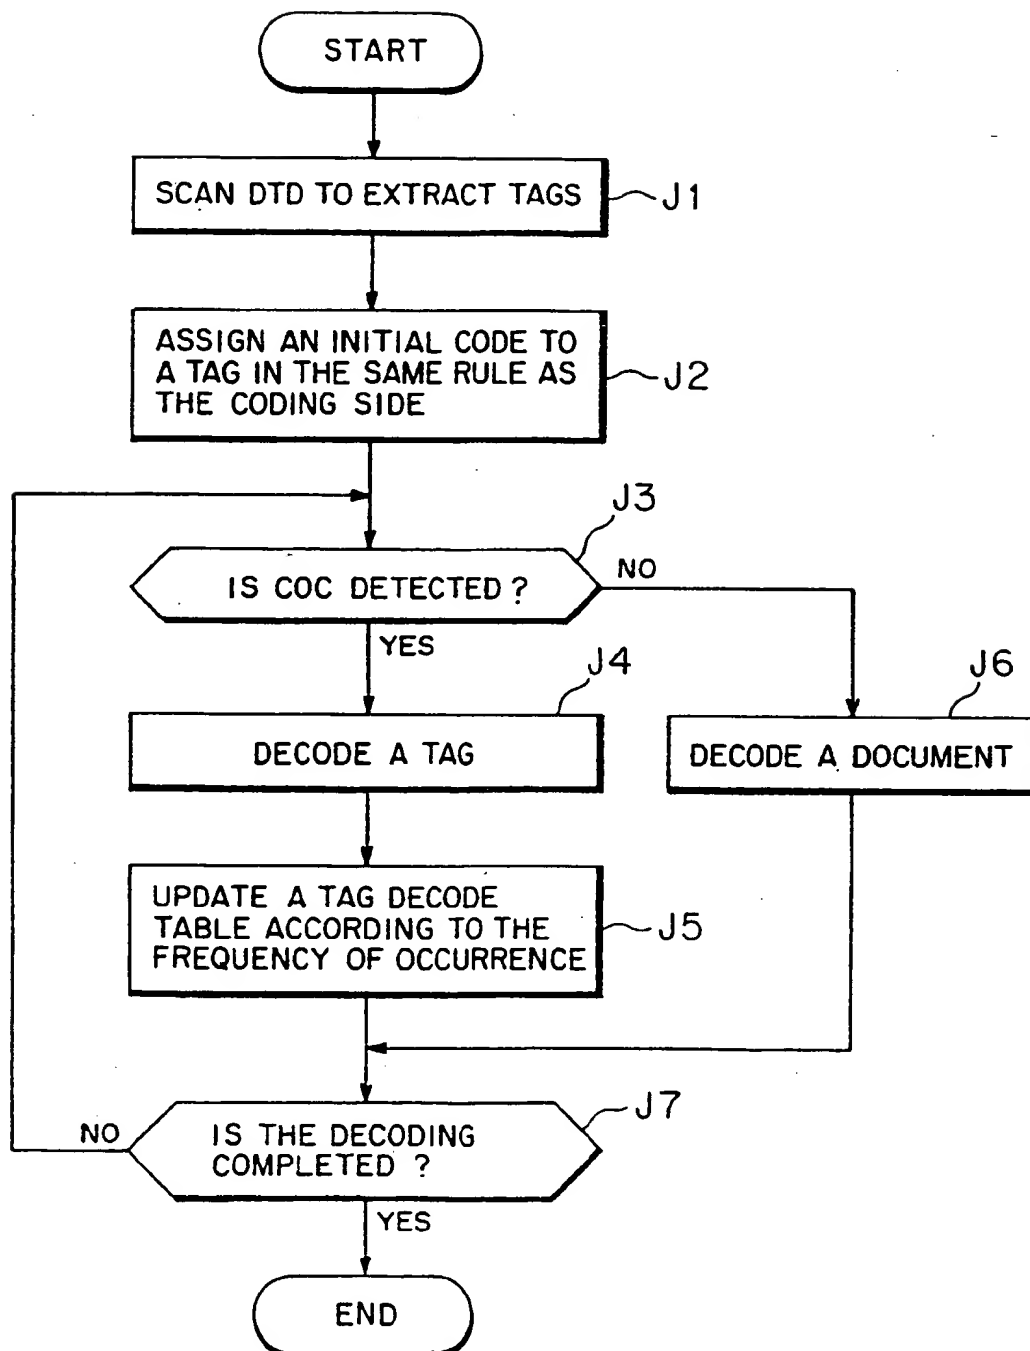 START
SCAN DTD TO EXTRACT TAGS
J1
ASSIGN AN INITIAL CODE TO
A TAG IN THE SAME RULE AS
THE CODING SIDE
J2
J3
IS COC DETECTED ?
NO
YES
J4
J6
DECODE A TAG
DECODE A DOCUMENT
UPDATE A TAG DECODE
TABLE ACCORDING TO THE
FREQUENCY OF OCCURRENCE
J5
J7
NO
IS THE DECODING
COMPLETED ?
YES
END